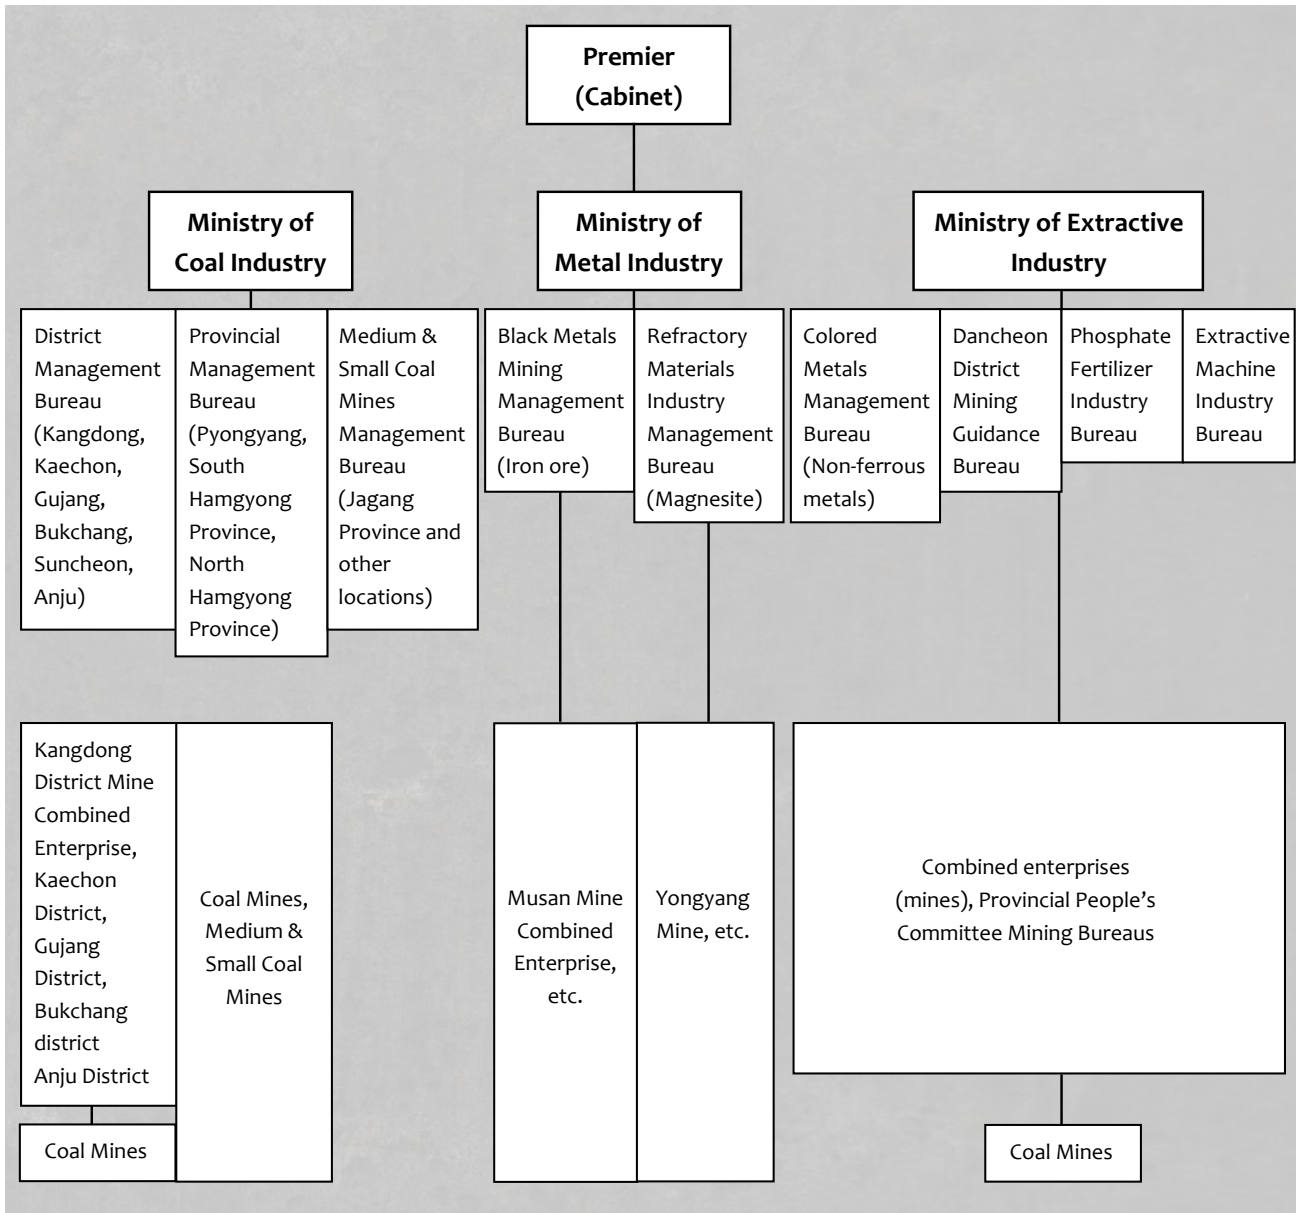 Premier
(Cabinet)
Ministry of
Coal Industry
Ministry of
Metal Industry
Ministry of Extractive
Industry
District
Management
Bureau
(Kangdong,
Kaechon,
Gujang,
Bukchang,
Suncheon,
Anju)
Provincial
Management
Bureau
(Pyongyang,
South
Hamgyong
Province,
North
Hamgyong
Province)
Medium &
Small Coal
Mines
Management
Bureau
(Jagang
Province and
other
locations)
Black Metals
Mining
Management
Bureau
(Iron ore)
Refractory
Materials
Industry
Management
Bureau
(Magnesite)
Colored
Metals
Management
Bureau
(Non-ferrous
metals)
Dancheon
District
Mining
Guidance
Bureau
Phosphate
Fertilizer
Industry
Bureau
Extractive
Machine
Industry
Bureau
Kangdong
District Mine
Combined
Enterprise,
Kaechon
District,
Gujang
District,
Bukchang
district
Anju District
Coal Mines,
Medium &
Small Coal
Mines
Musan Mine
Combined
Enterprise,
etc.
Yongyang
Mine, etc.
Combined enterprises
(mines), Provincial People’s
Committee Mining Bureaus
Coal Mines
Coal Mines